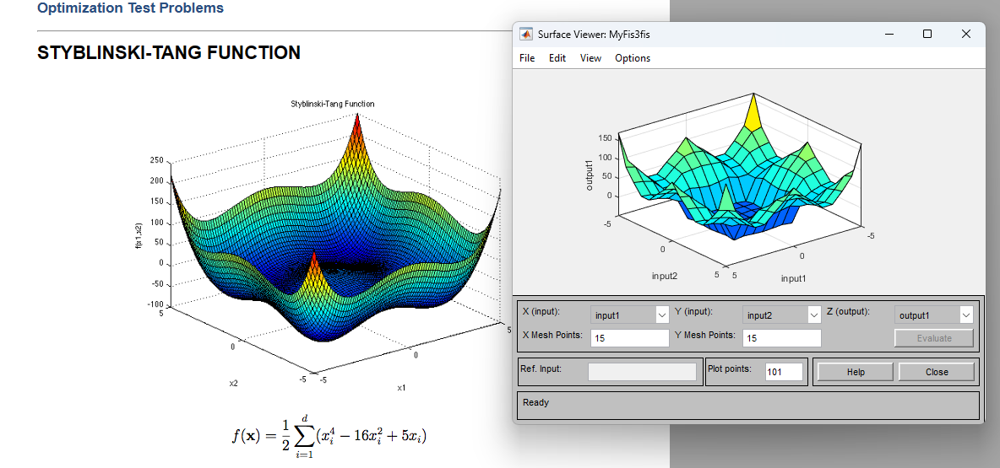 Optimization Test Problems
STYBLINSKI-TANG FUNCTION
Styblinski-Tang Function
250
200
150
100
50
0
-50
-100
f(x1,x2)
5
0
-5
x2
-5
0
5
x1
f(x) = 1/2 ∑ i=1 d (x_i^4 − 16x_i^2 + 5x_i)
Surface Viewer: MyFis3fis
File Edit View Options
150
100
50
0
output1
-5
0
5
input2
5
0
-5
input1
X (input): input1 Y (input): input2 Z (output): output1
X Mesh Points: 15 Y Mesh Points: 15 Evaluate
Ref. Input: Plot points: 101 Help Close
Ready